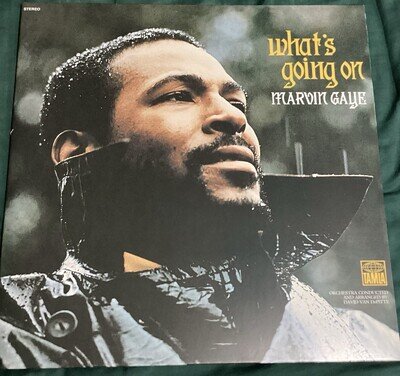 STEREO
what's
going on
MARVIN GAYE
TAMLA
ORCHESTRA CONDUCTED
AND ARRANGED BY
DAVID VAN DEPITTE